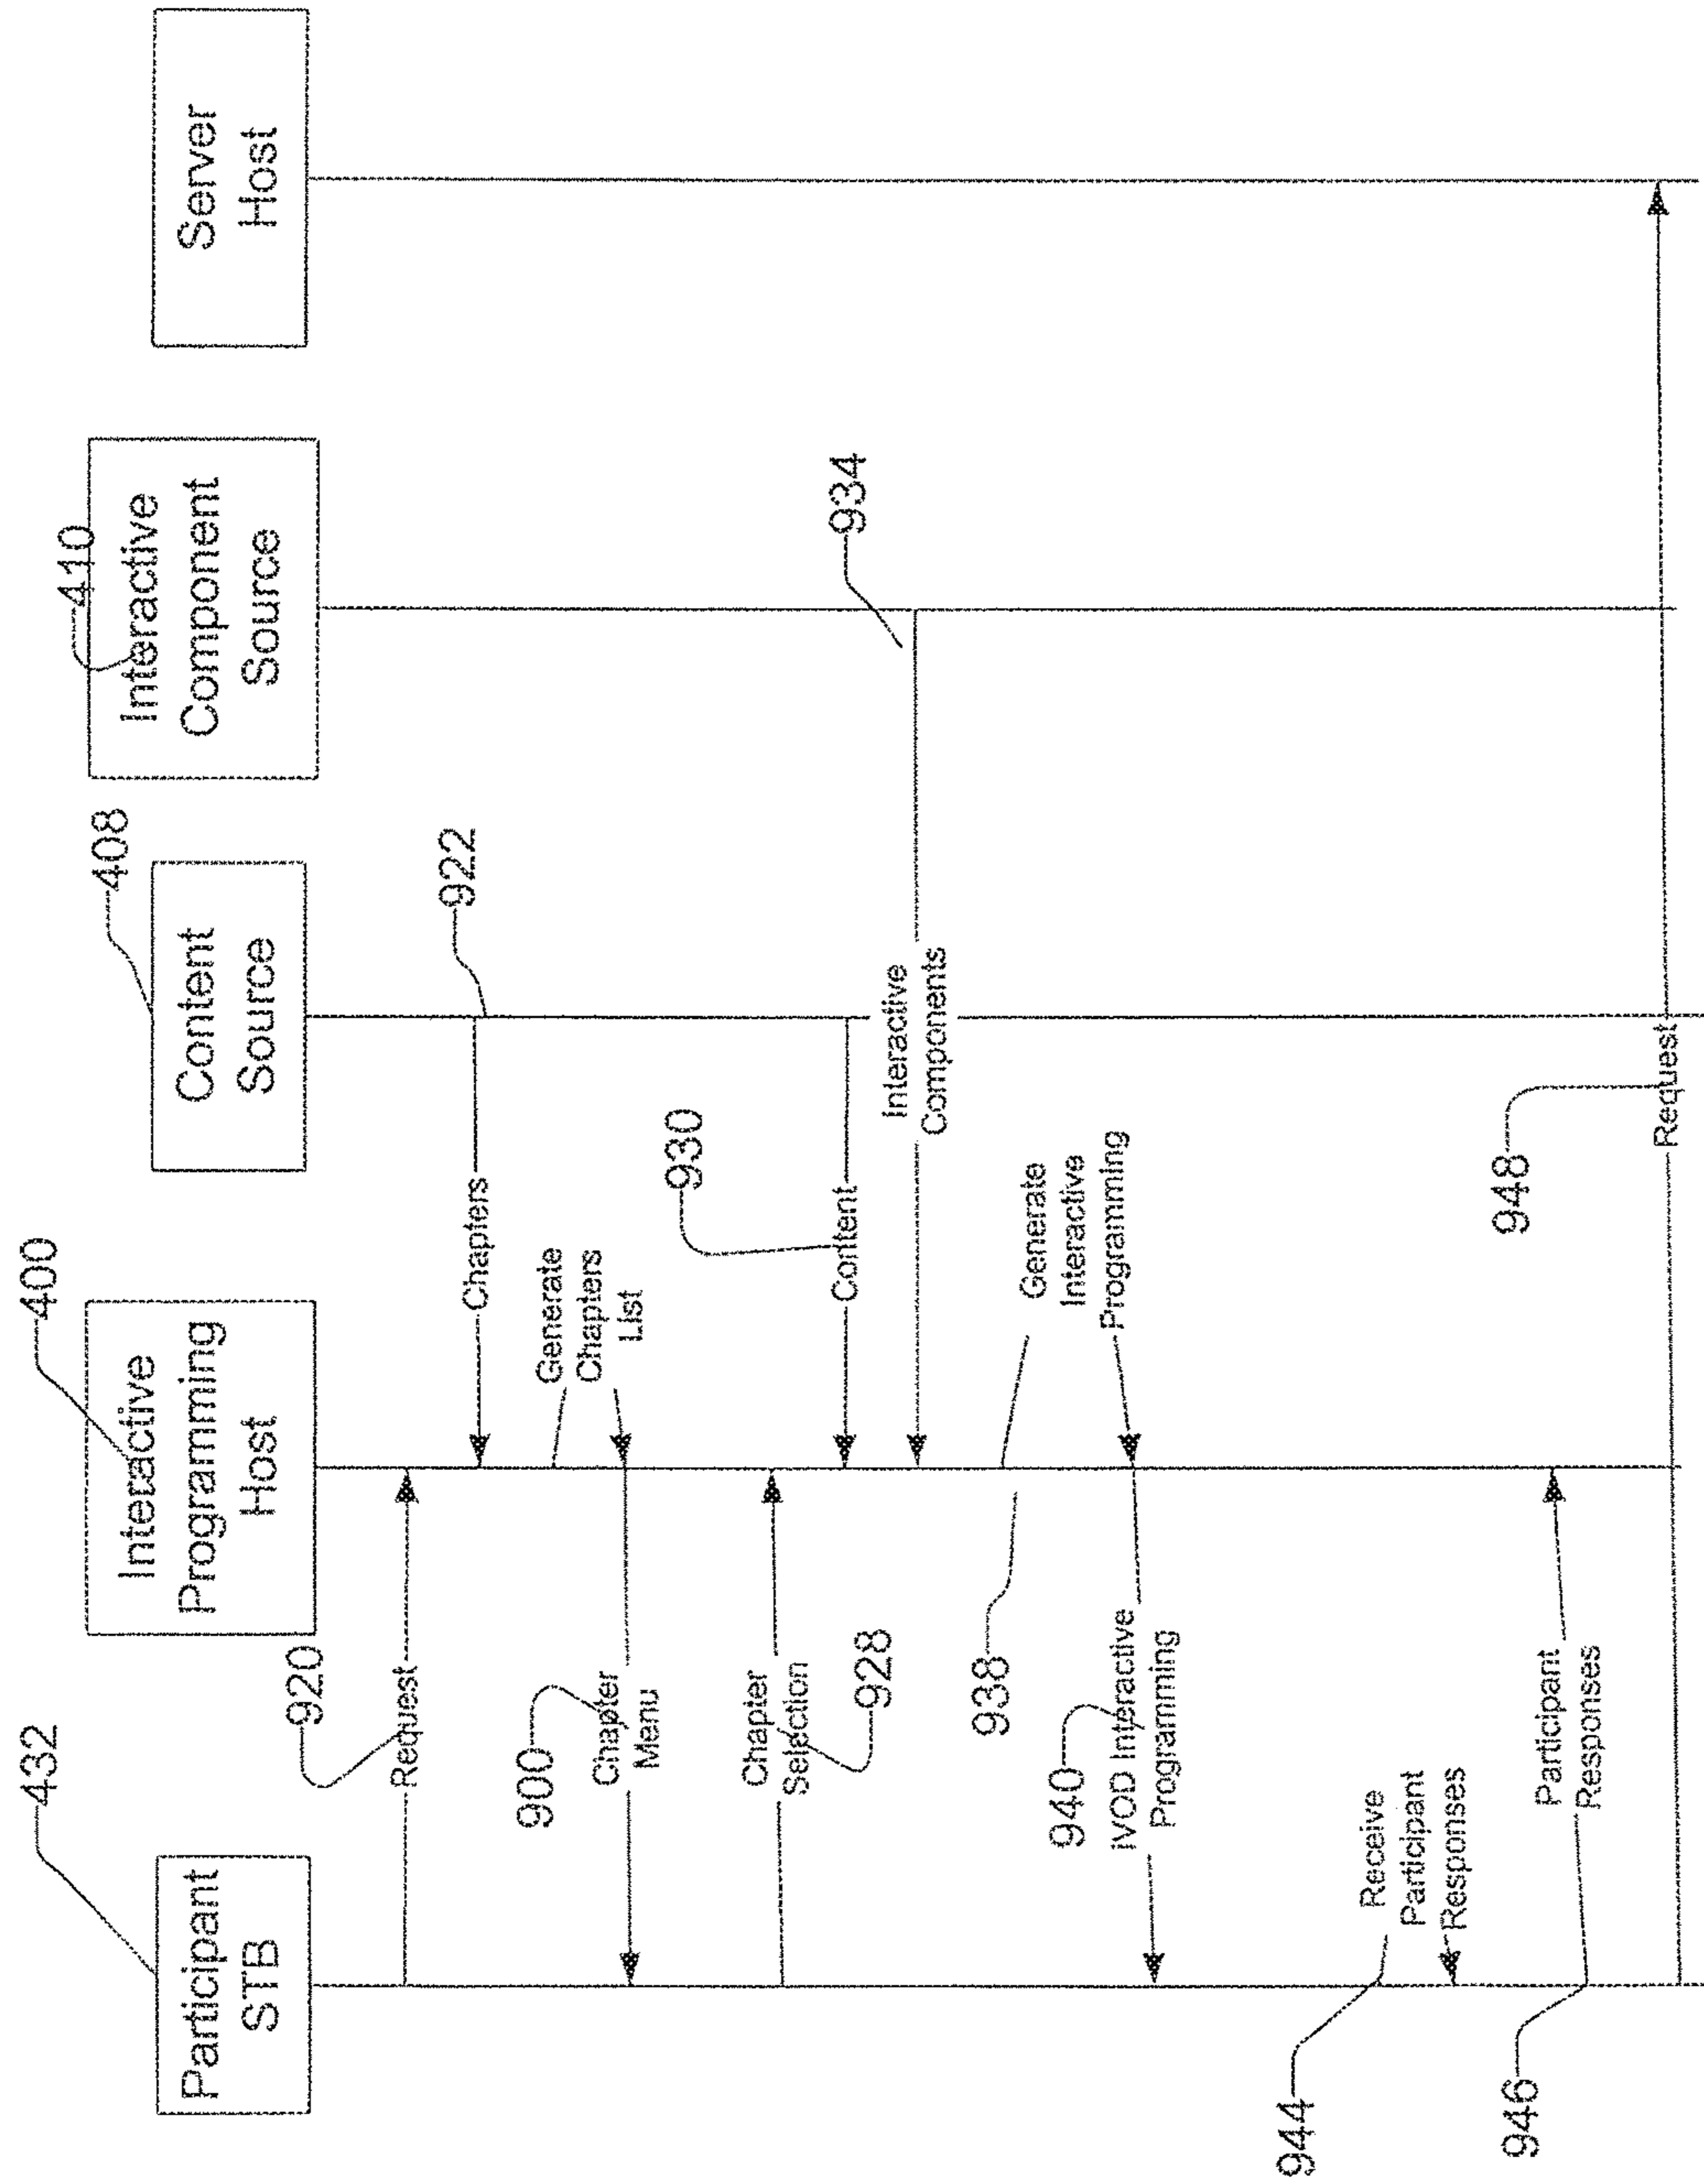 432
Participant
STB
400
Interactive
Programming
Host
408
Content
Source
410
Interactive
Component
Source
Server
Host
920
Request
922
Chapters
Generate
Chapters
List
900
Chapter
Menu
Chapter
Selection
928
930
Content
934
Interactive
Components
938
Generate
Interactive
Programming
940
iVOD Interactive
Programming
944
Receive
Participant
Responses
946
Participant
Responses
948
Request